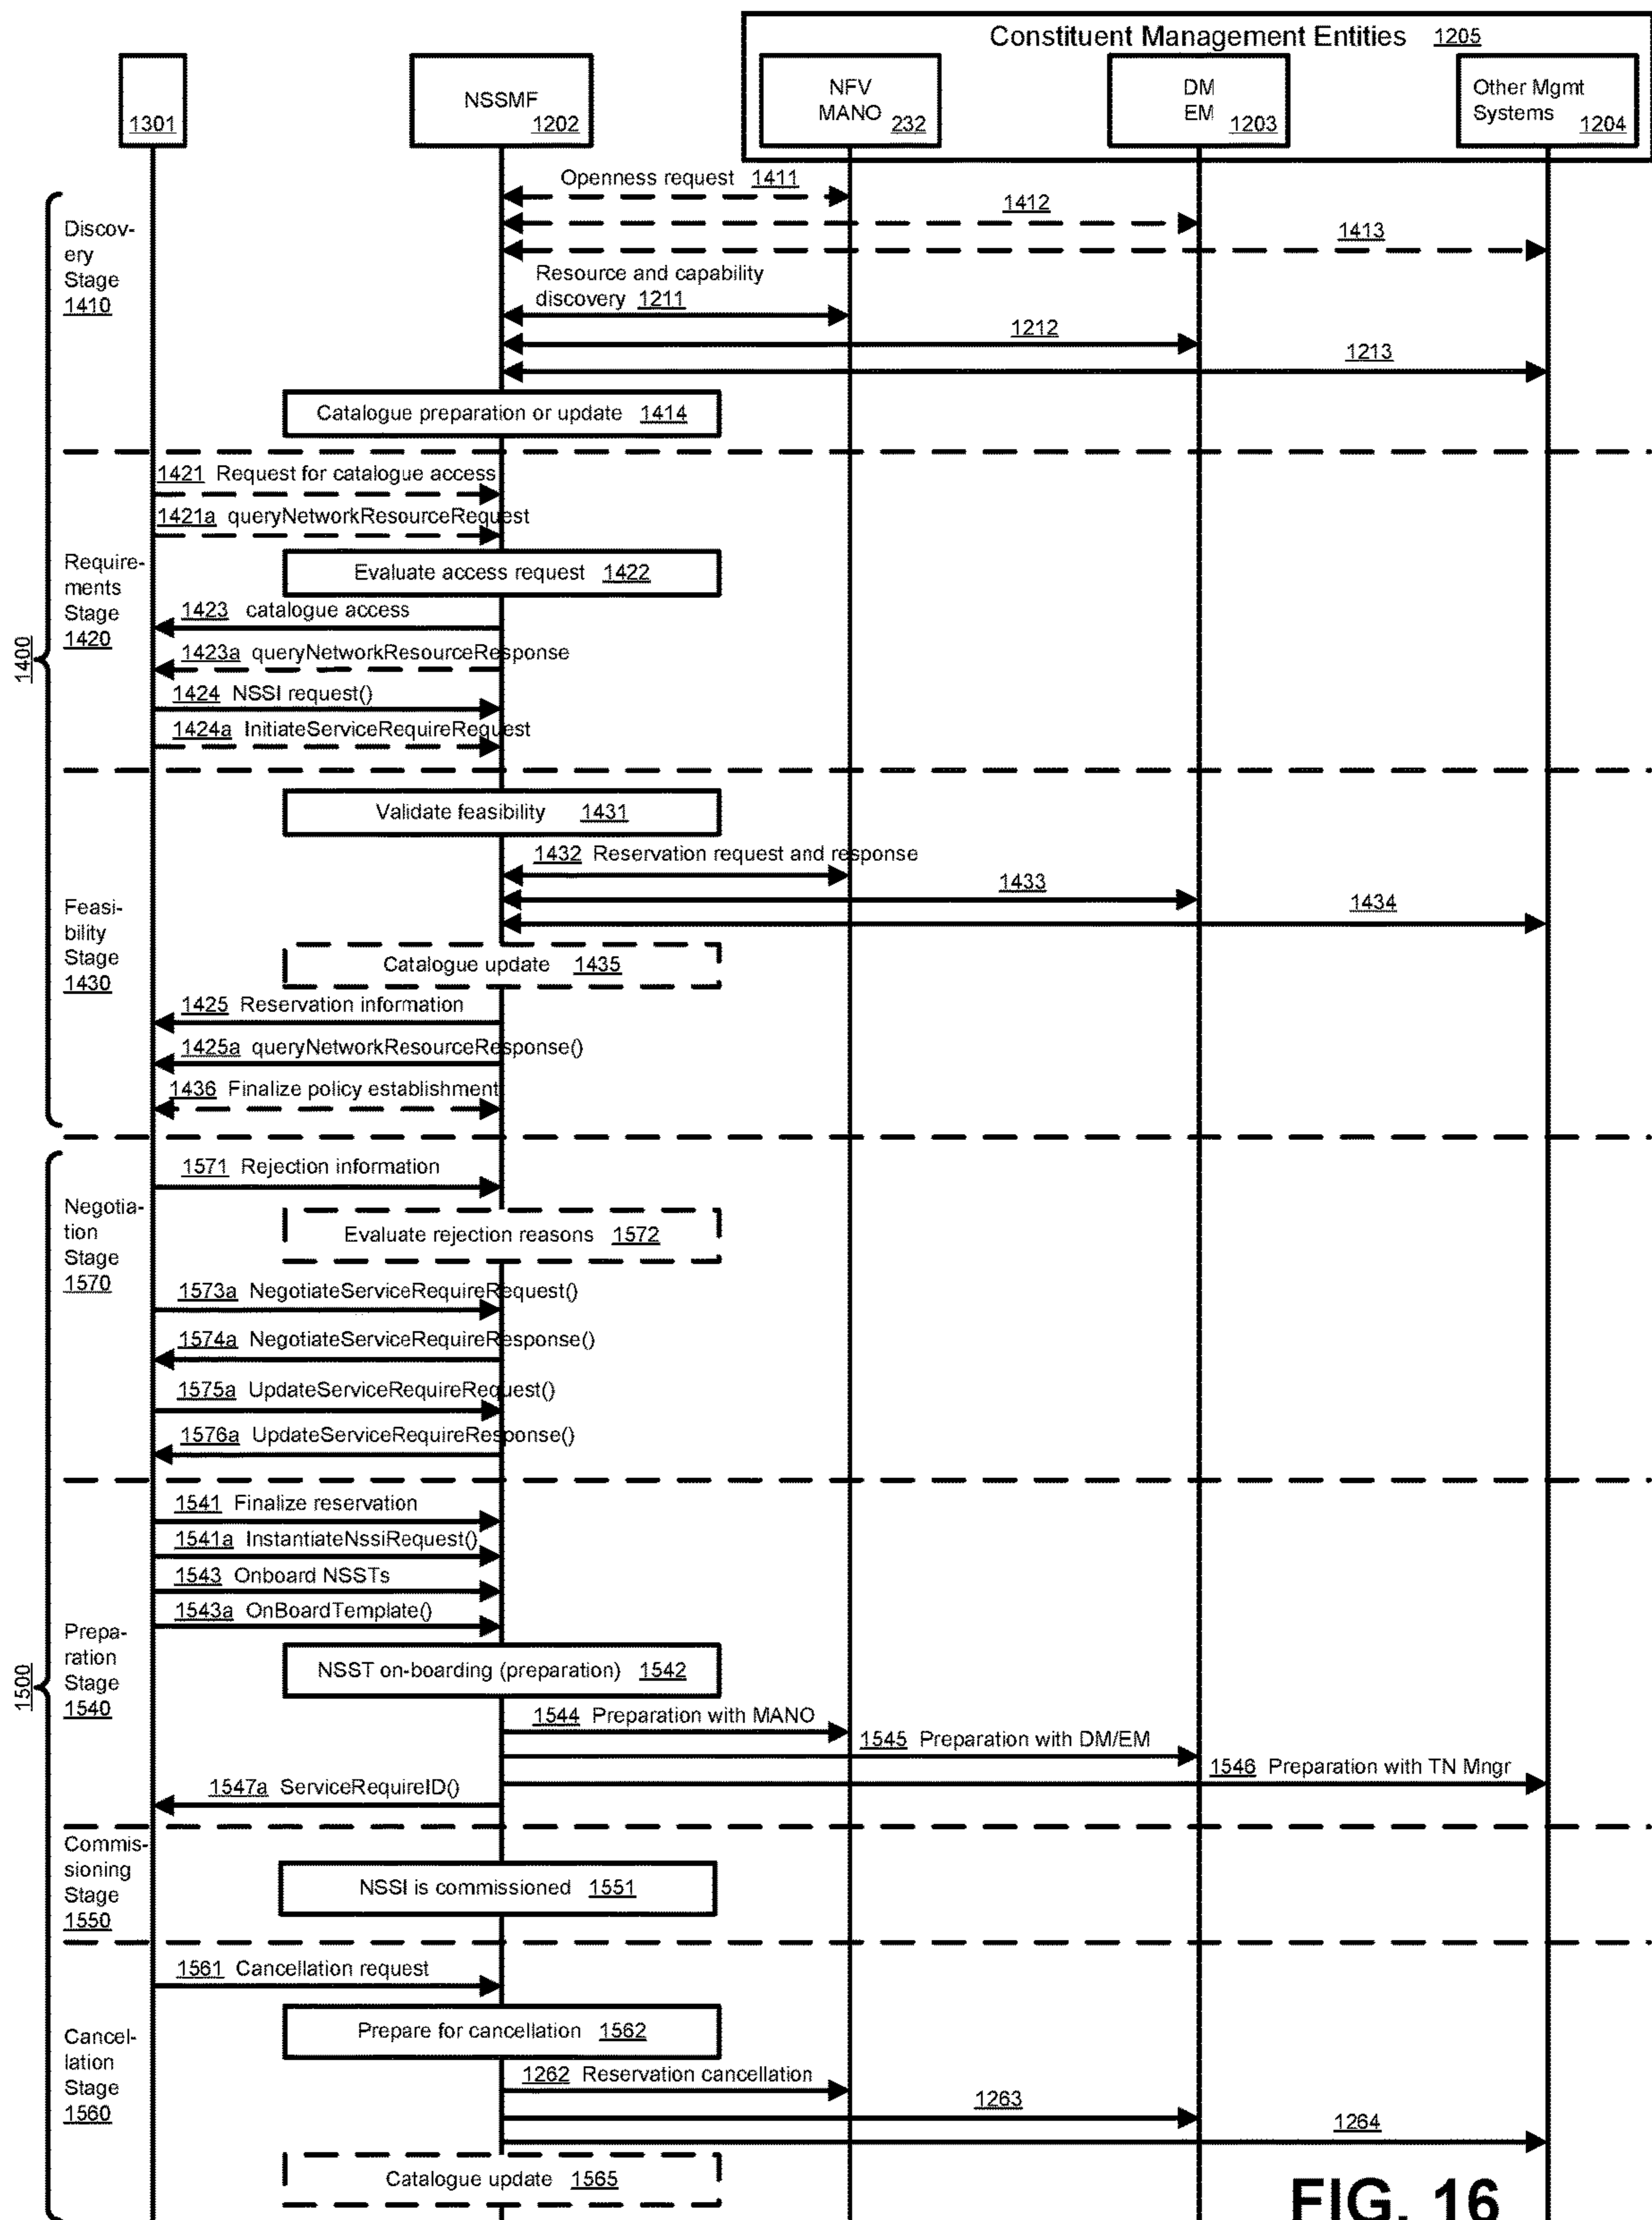 Constituent Management Entities 1205
1301
NSSMF
1202
NFV
MANO 232
DM
EM 1203
Other Mgmt
Systems 1204
Openness request 1411
1412
1413
Discov-
ery
Stage
1410
Resource and capability
discovery 1211
1212
1213
Catalogue preparation or update 1414
1400
1421 Request for catalogue access
1421a queryNetworkResourceRequest
Require-
ments
Stage
1420
Evaluate access request 1422
1423 catalogue access
1423a queryNetworkResourceResponse
1424 NSSI request()
1424a InitiateServiceRequireRequest
Validate feasibility 1431
1432 Reservation request and response
1433
1434
Feasi-
bility
Stage
1430
Catalogue update 1435
1425 Reservation information
1425a queryNetworkResourceResponse()
1436 Finalize policy establishment
1500
1571 Rejection information
Negotia-
tion
Stage
1570
Evaluate rejection reasons 1572
1573a NegotiateServiceRequireRequest()
1574a NegotiateServiceRequireResponse()
1575a UpdateServiceRequireRequest()
1576a UpdateServiceRequireResponse()
1541 Finalize reservation
1541a InstantiateNssiRequest()
1543 Onboard NSSTs
1543a OnBoardTemplate()
Prepa-
ration
Stage
1540
NSST on-boarding (preparation) 1542
1544 Preparation with MANO
1545 Preparation with DM/EM
1546 Preparation with TN Mngr
1547a ServiceRequireID()
Commis-
sioning
Stage
1550
NSSI is commissioned 1551
1561 Cancellation request
Prepare for cancellation 1562
Cancel-
lation
Stage
1560
1262 Reservation cancellation
1263
1264
Catalogue update 1565
FIG. 16